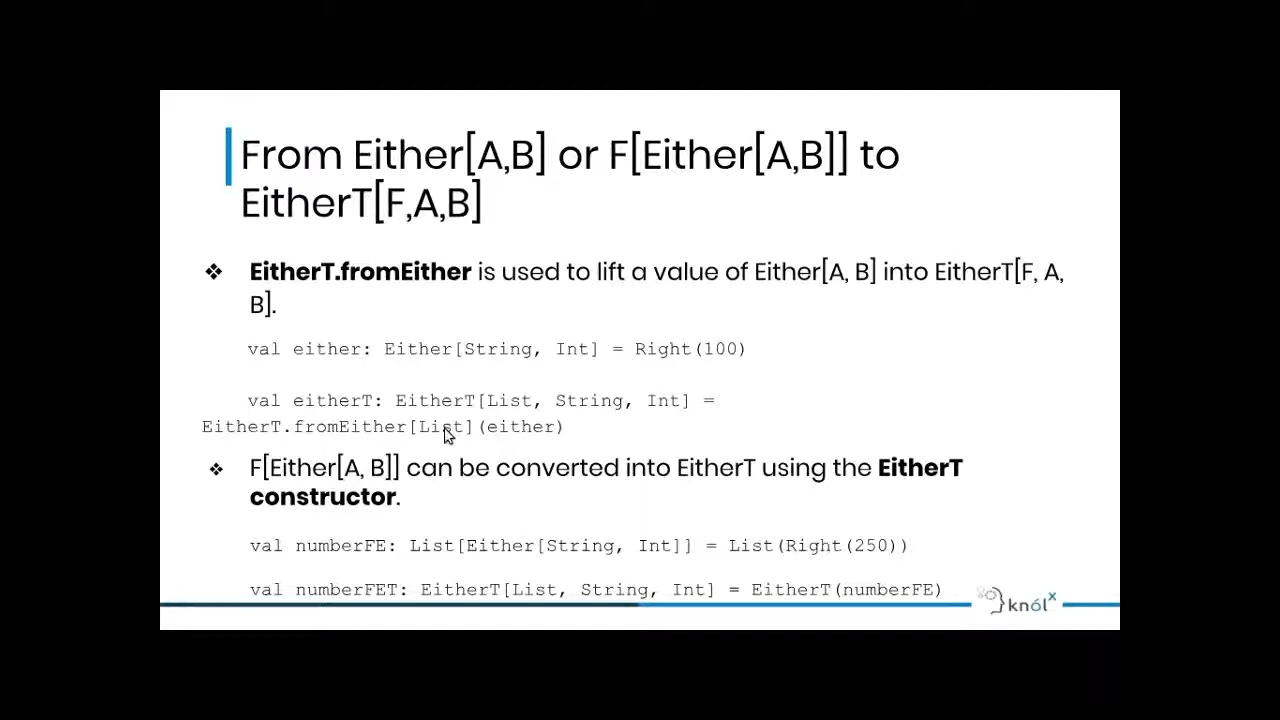 From Either[A,B] or F[Either[A,B]] to
EitherT[F,A,B]
❖ EitherT.fromEither is used to lift a value of Either[A, B] into EitherT[F, A,
B].
val either: Either[String, Int] = Right(100)
val eitherT: EitherT[List, String, Int] =
EitherT.fromEither[List](either)
❖ F[Either[A, B]] can be converted into EitherT using the EitherT
constructor.
val numberFE: List[Either[String, Int]] = List(Right(250))
val numberFET: EitherT[List, String, Int] = EitherT(numberFE)
knólx